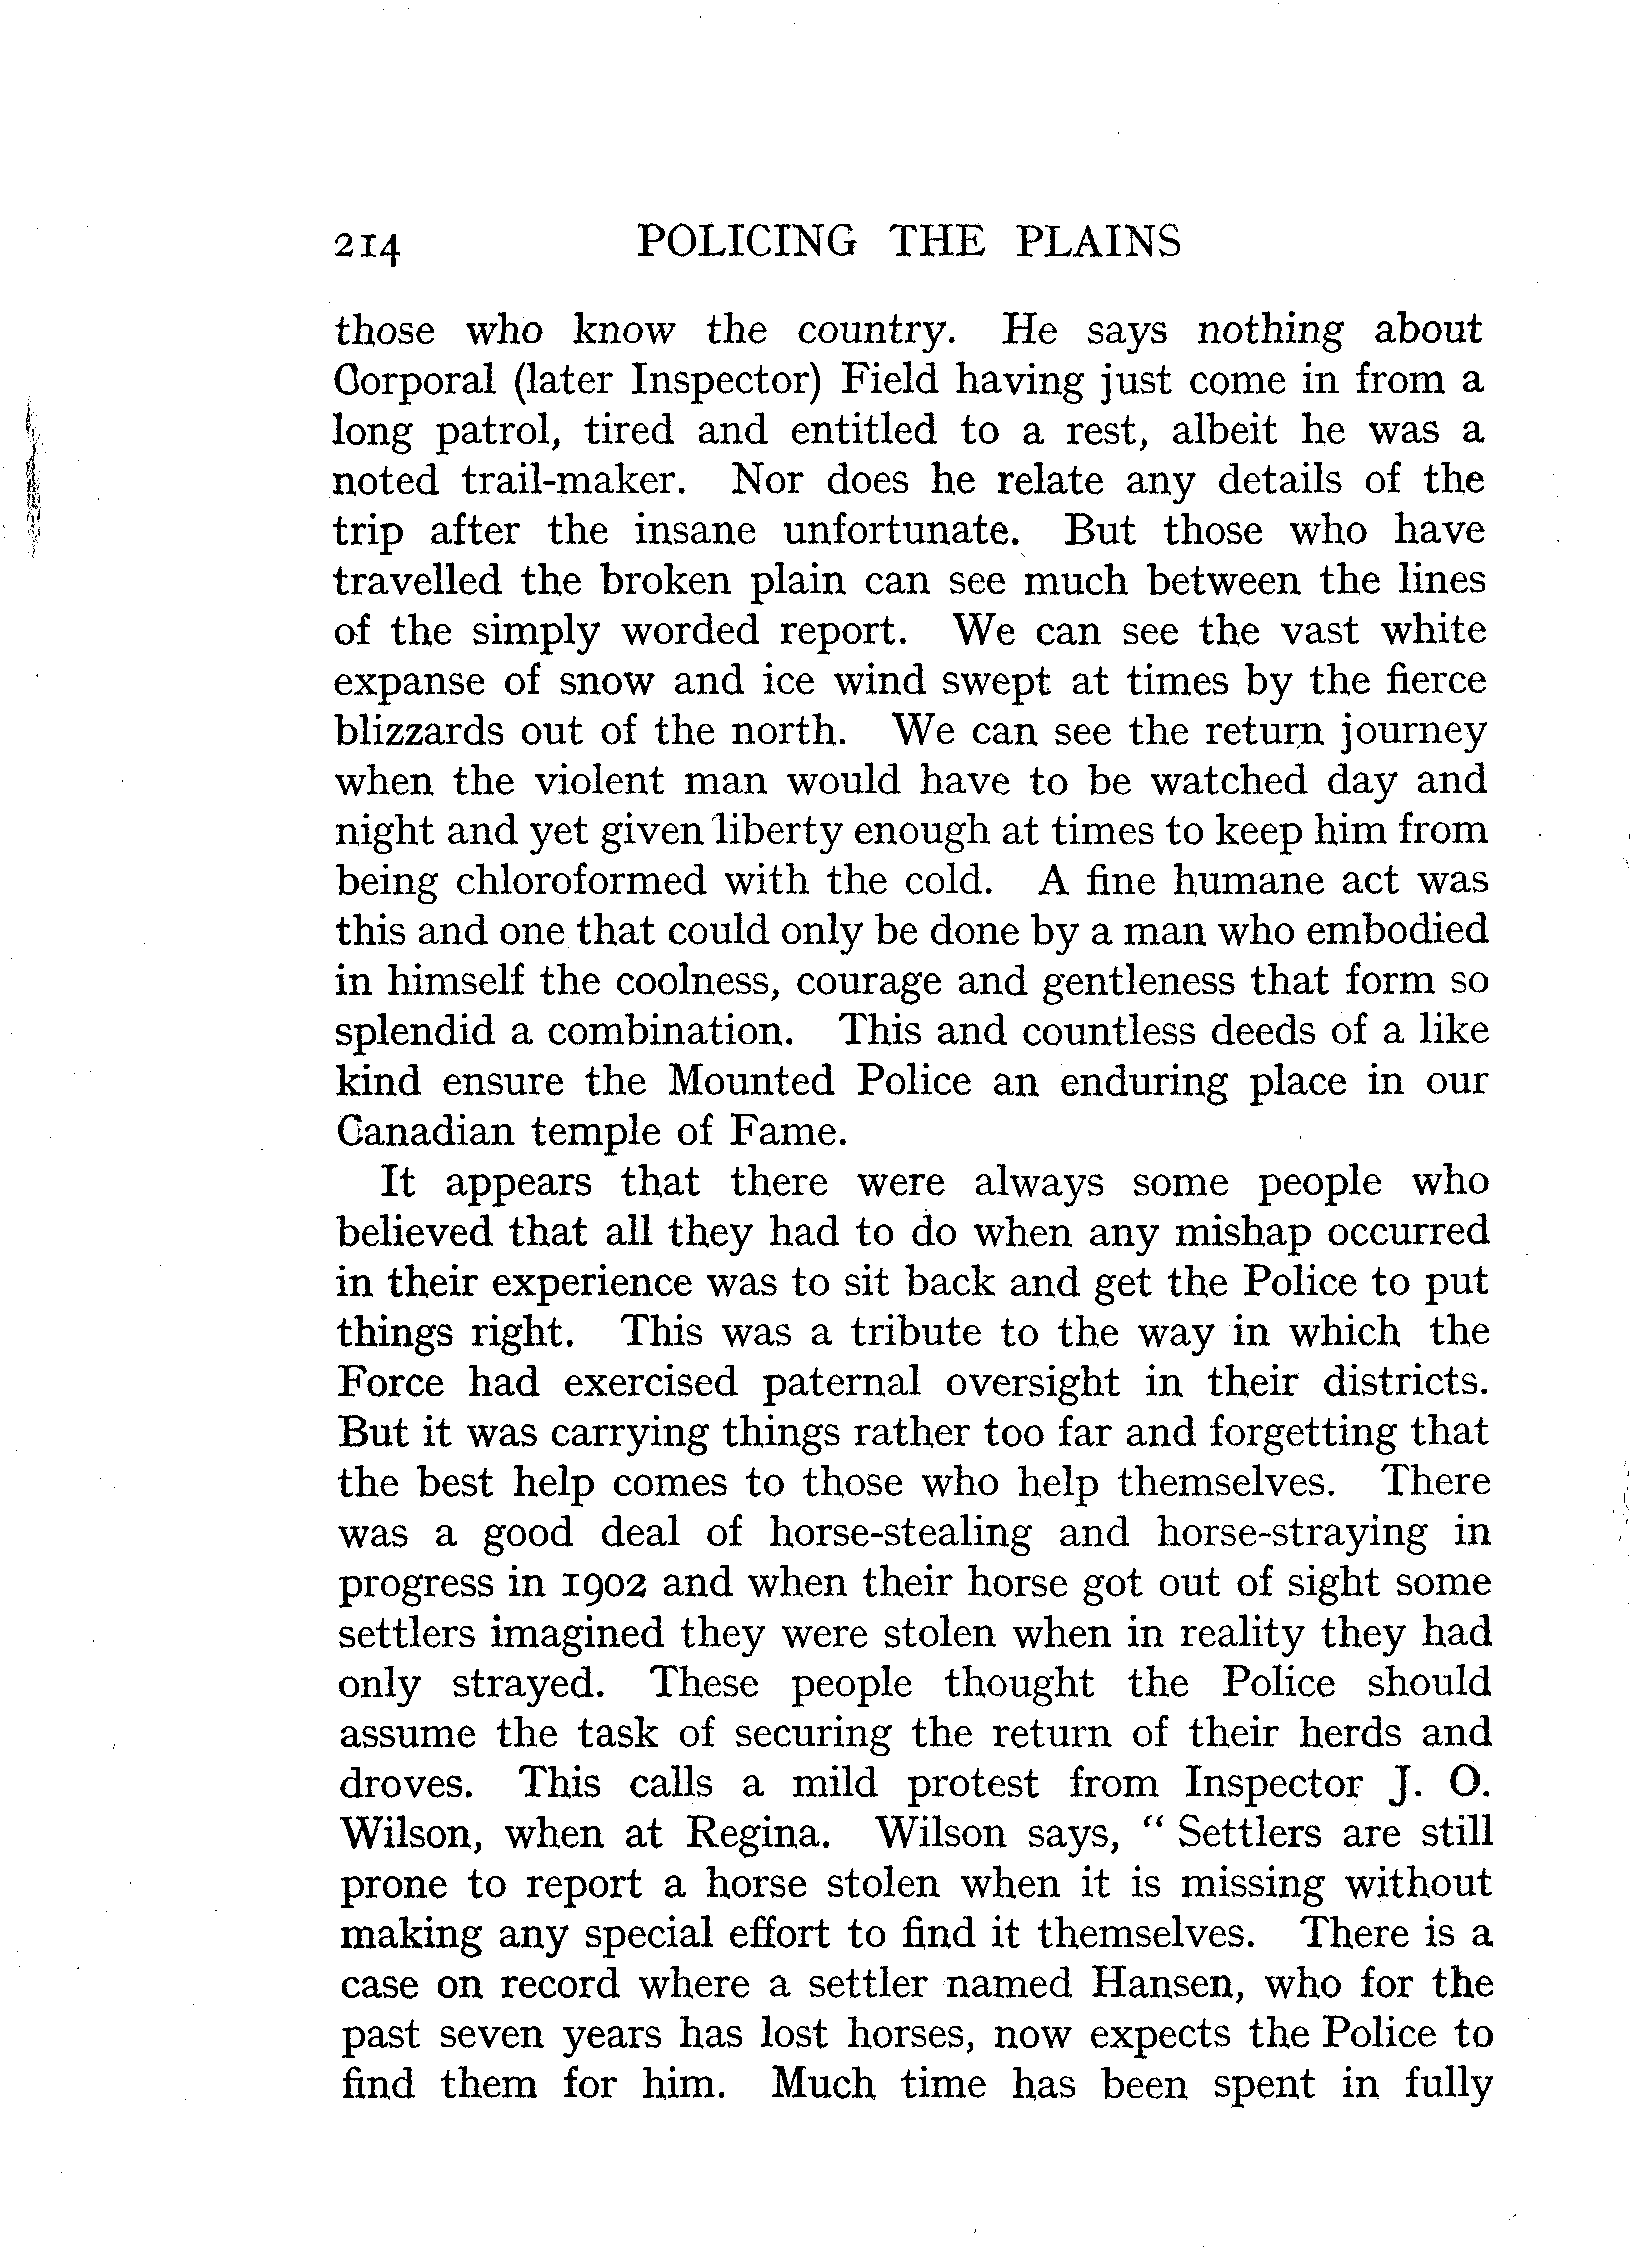 214 POLICING THE PLAINS
those who know the country. He says nothing about
Corporal (later Inspector) Field having just come in from a
long patrol, tired and entitled to a rest, albeit he was a
noted trail-maker. Nor does he relate any details of the
trip after the insane unfortunate. But those who have
travelled the broken plain can see much between the lines
of the simply worded report. We can see the vast white
expanse of snow and ice wind swept at times by the fierce
blizzards out of the north. We can see the return journey
when the violent man would have to be watched day and
night and yet given liberty enough at times to keep him from
being chloroformed with the cold. A fine humane act was
this and one that could only be done by a man who embodied
in himself the coolness, courage and gentleness that form so
splendid a combination. This and countless deeds of a like
kind ensure the Mounted Police an enduring place in our
Canadian temple of Fame.
It appears that there were always some people who
believed that all they had to do when any mishap occurred
in their experience was to sit back and get the Police to put
things right. This was a tribute to the way in which the
Force had exercised paternal oversight in their districts.
But it was carrying things rather too far and forgetting that
the best help comes to those who help themselves. There
was a good deal of horse-stealing and horse-straying in
progress in 1902 and when their horse got out of sight some
settlers imagined they were stolen when in reality they had
only strayed. These people thought the Police should
assume the task of securing the return of their herds and
droves. This calls a mild protest from Inspector J. O.
Wilson, when at Regina. Wilson says, “ Settlers are still
prone to report a horse stolen when it is missing without
making any special effort to find it themselves. There is a
case on record where a settler named Hansen, who for the
past seven years has lost horses, now expects the Police to
find them for him. Much time has been spent in fully